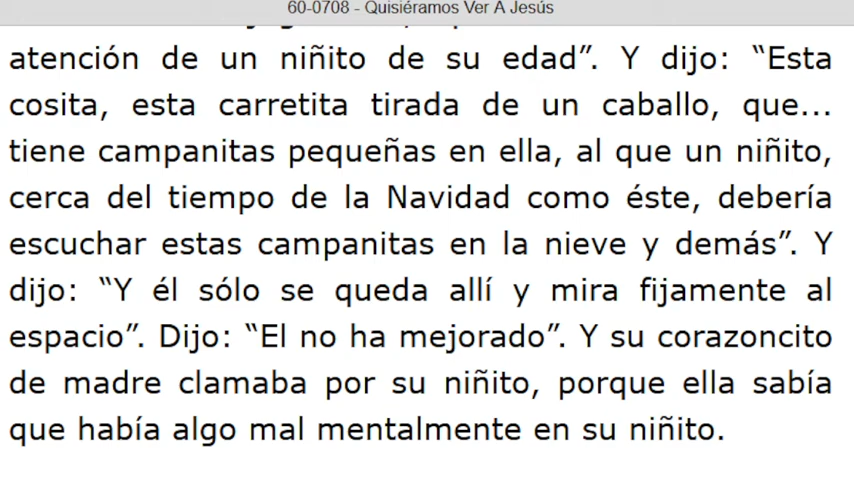 60-0708 - Quisiéramos Ver A Jesús
atención de un niñito de su edad”. Y dijo: “Esta
cosita, esta carretita tirada de un caballo, que...
tiene campanitas pequeñas en ella, al que un niñito,
cerca del tiempo de la Navidad como éste, debería
escuchar estas campanitas en la nieve y demás”. Y
dijo: “Y él sólo se queda allí y mira fijamente al
espacio”. Dijo: “El no ha mejorado”. Y su corazoncito
de madre clamaba por su niñito, porque ella sabía
que había algo mal mentalmente en su niñito.